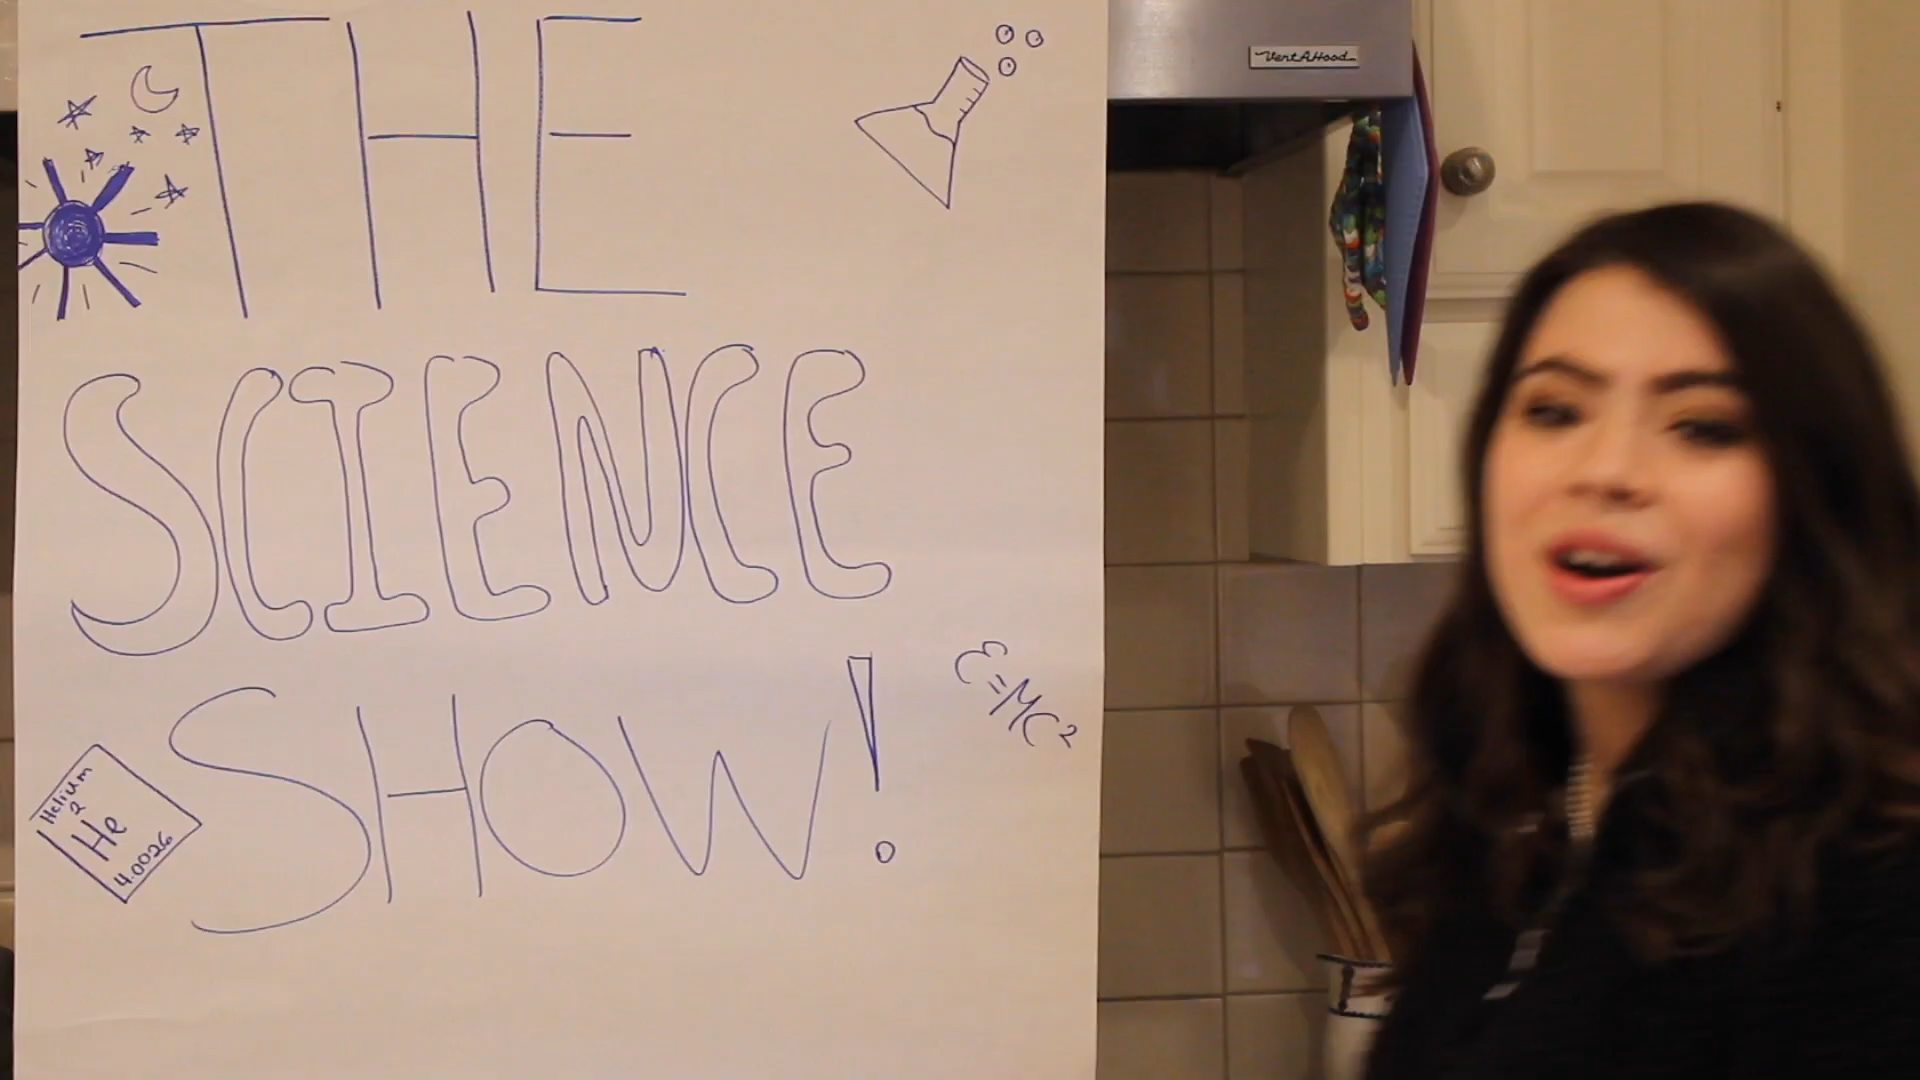 THE
VentAHood
SCIENCE
SHOW!
E=MC²
Helium
2
He
4.0026